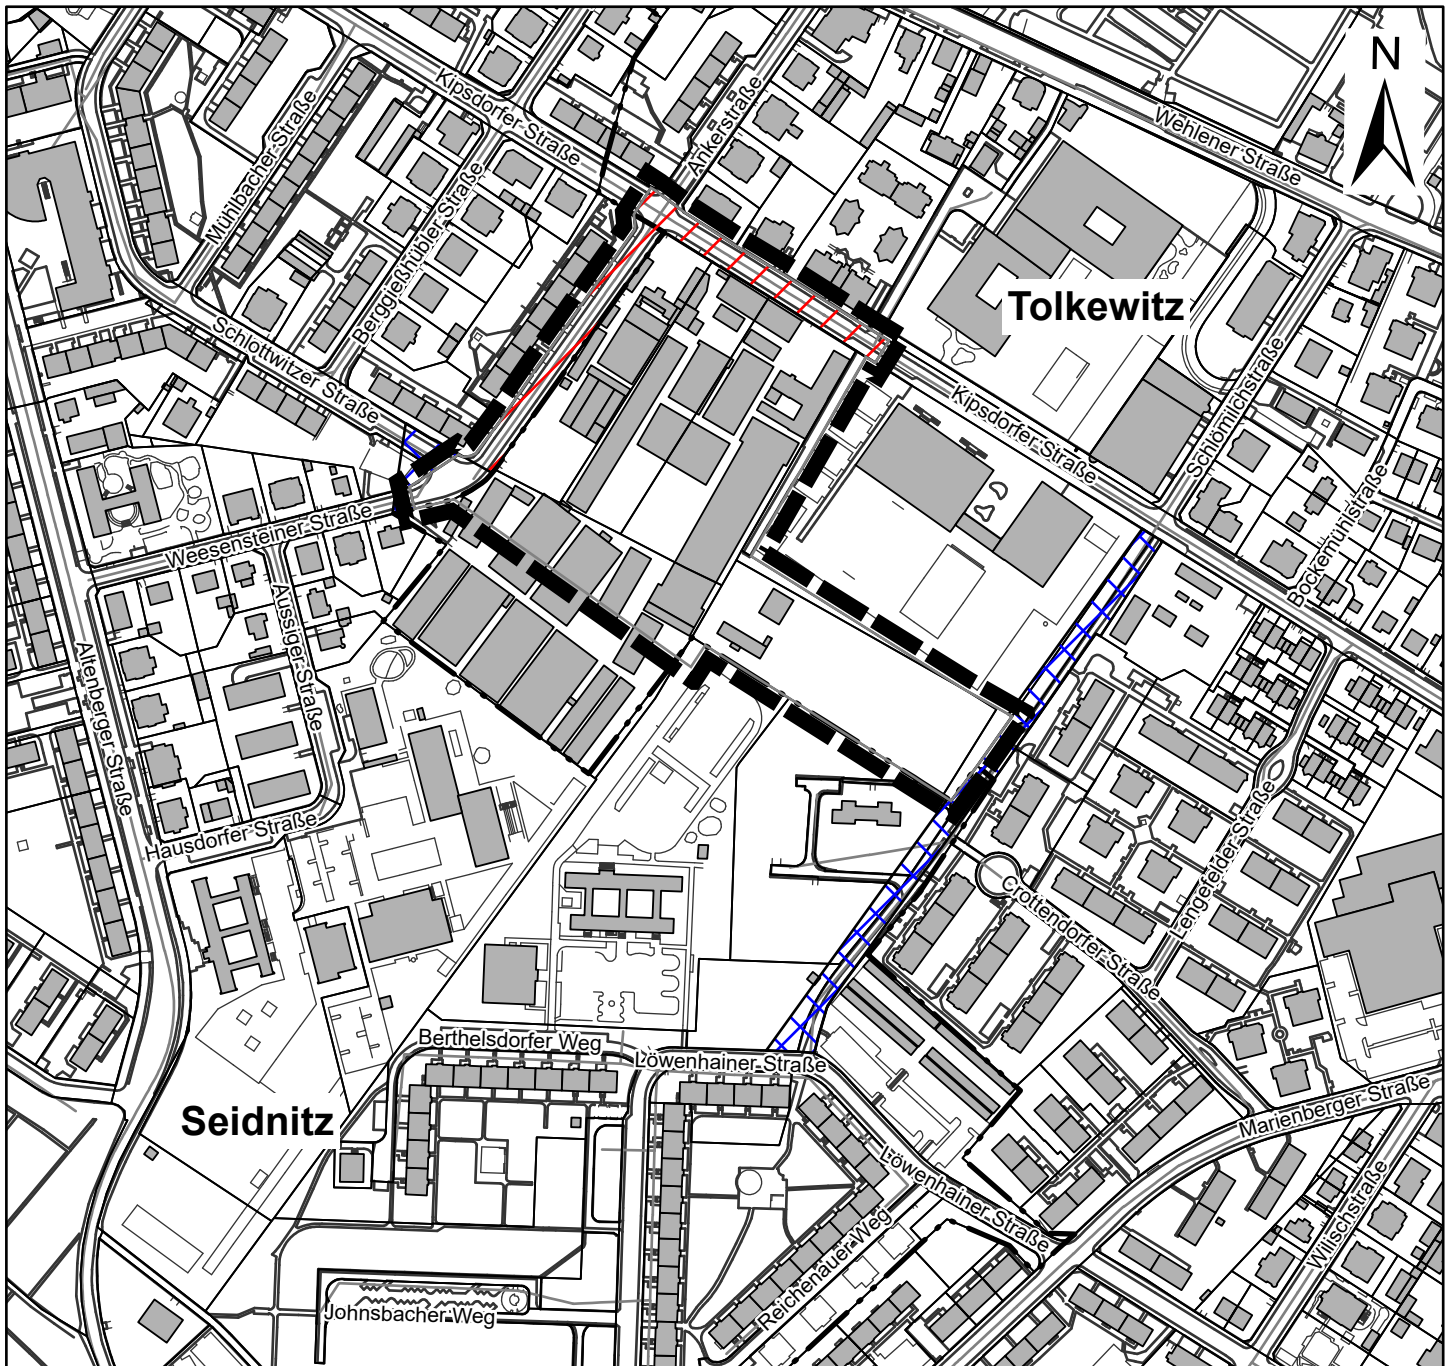 N
Kipsdorfer Straße
Ankerstraße
Wehlener Straße
Mühlbacher Straße
Berggießhübler Straße
Tolkewitz
Schlottwitzer Straße
Kipsdorfer Straße
Schömilchstraße
Bockemühlstraße
Weesensteiner Straße
Aussiger Straße
Altenberger Straße
Hausdorfer Straße
Lengefelder Straße
Crottendorfer Straße
Berthelsdorfer Weg
Löwenhainer Straße
Seidnitz
Marienberger Straße
Löwenhainer Straße
Reichenauer Weg
Wilischstraße
Johnsbacher Weg